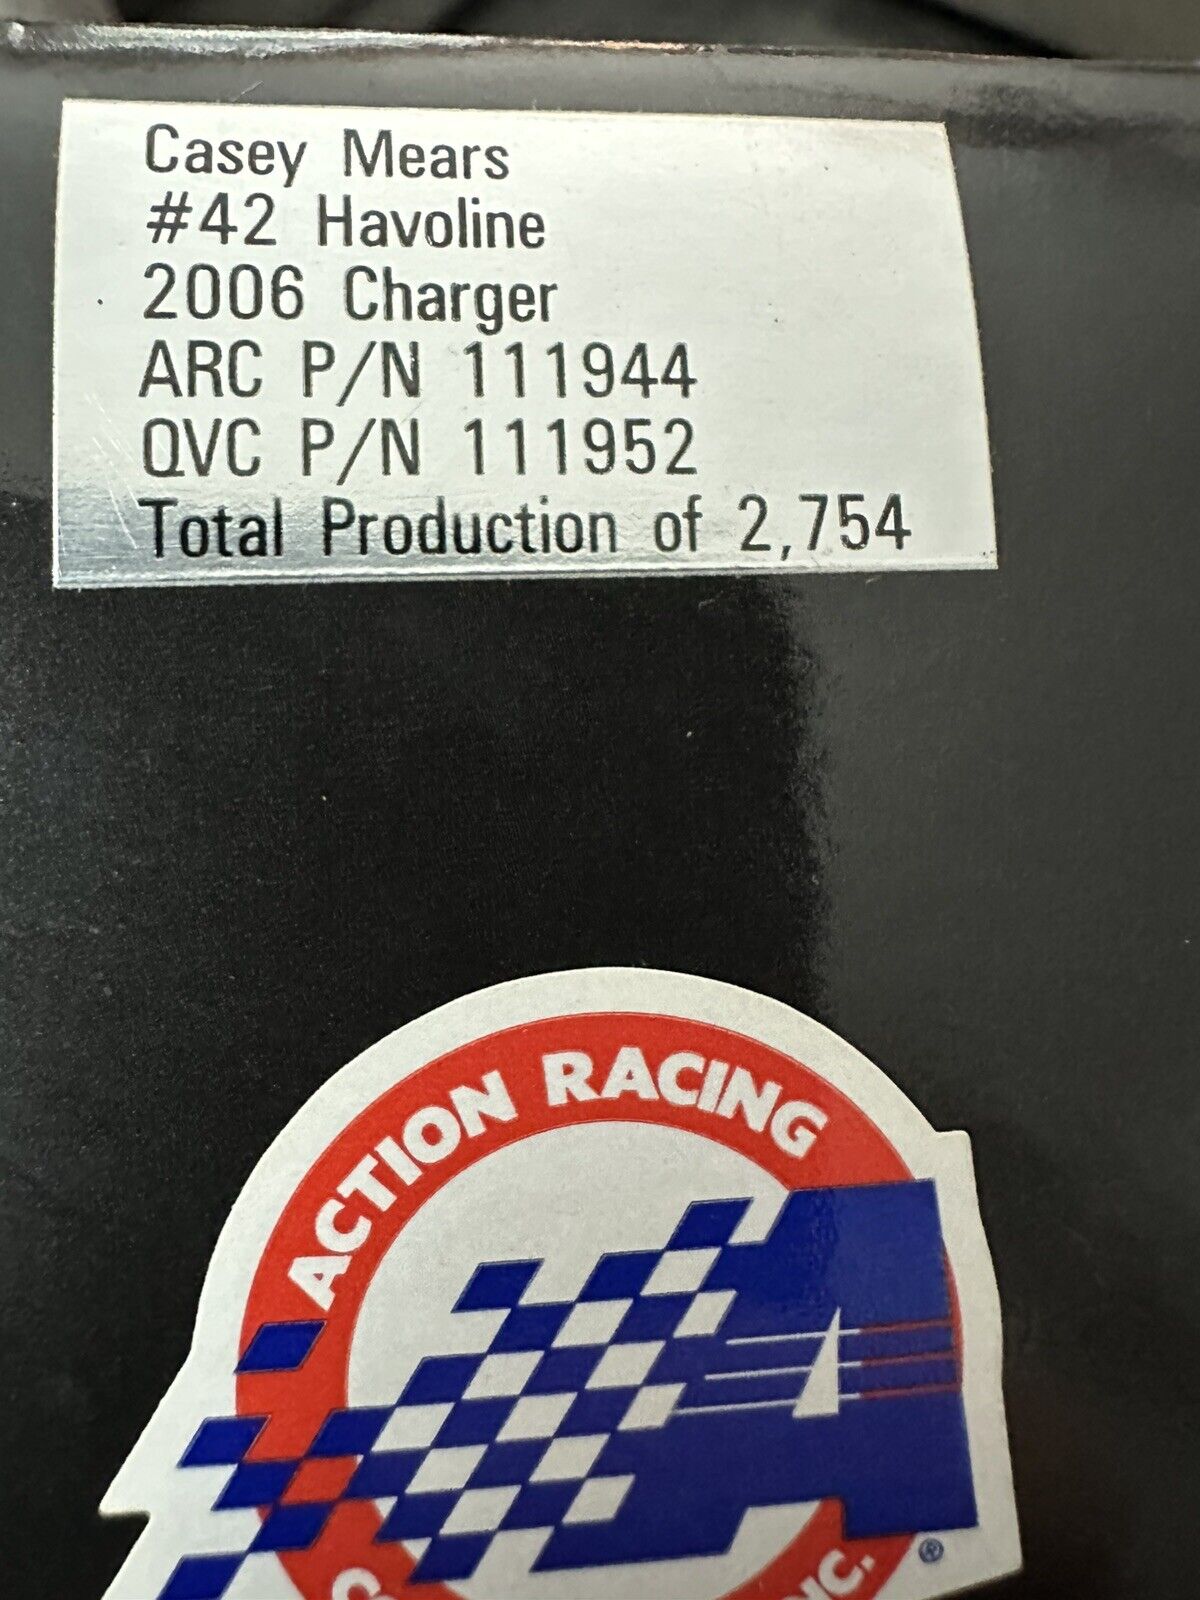 Casey Mears
#42 Havoline
2006 Charger
ARC P/N 111944
QVC P/N 111952
Total Production of 2,754
ACTION RACING
®